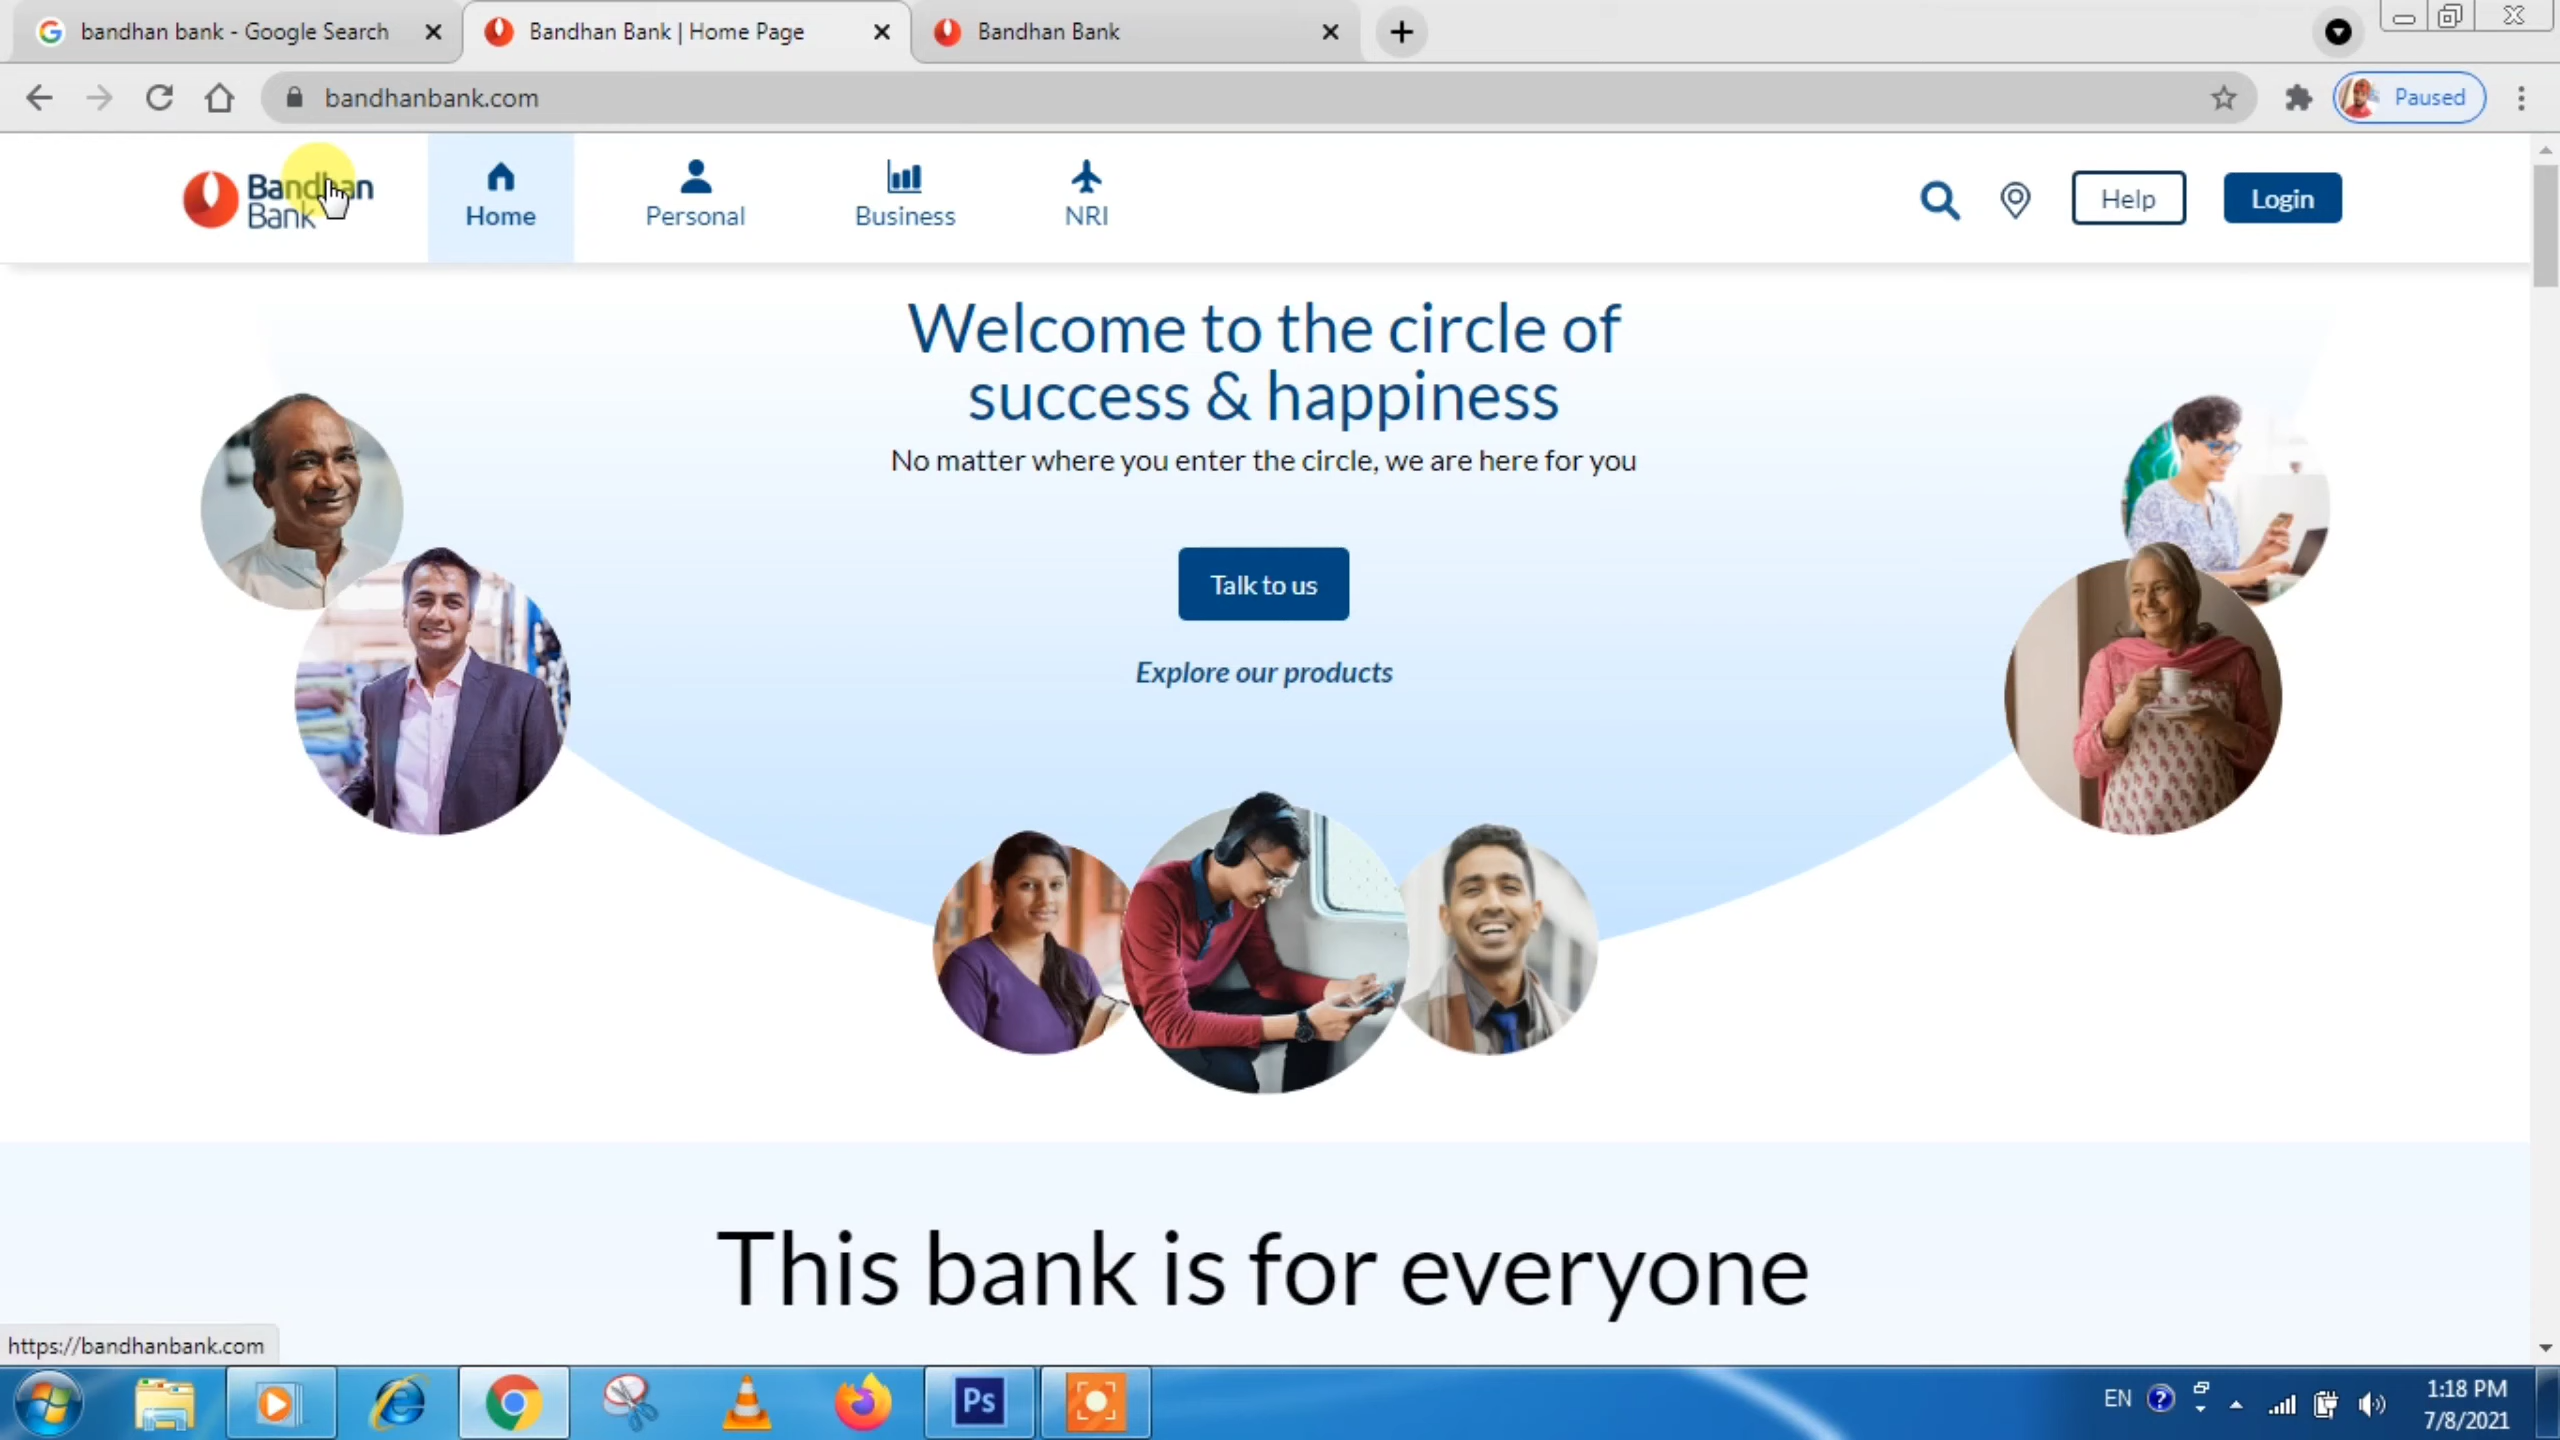 bandhan bank - Google Search
Bandhan Bank | Home Page
Bandhan Bank
bandhanbank.com
Paused
Bandhan
Bank
Home
Personal
Business
NRI
Help
Login
Welcome to the circle of
success & happiness
No matter where you enter the circle, we are here for you
Talk to us
Explore our products
This bank is for everyone
https://bandhanbank.com
Ps
EN
1:18 PM
7/8/2021